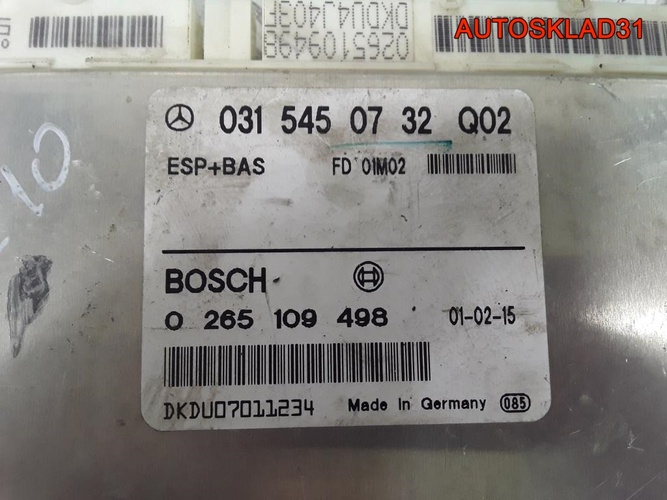 AUTOSKLAD31
DKDU4J403
0265109498
031 545 07 32 Q02
ESP+BAS FD 01M02
BOSCH
0 265 109 498 01-02-15
DKDU07011234 Made In Germany 085